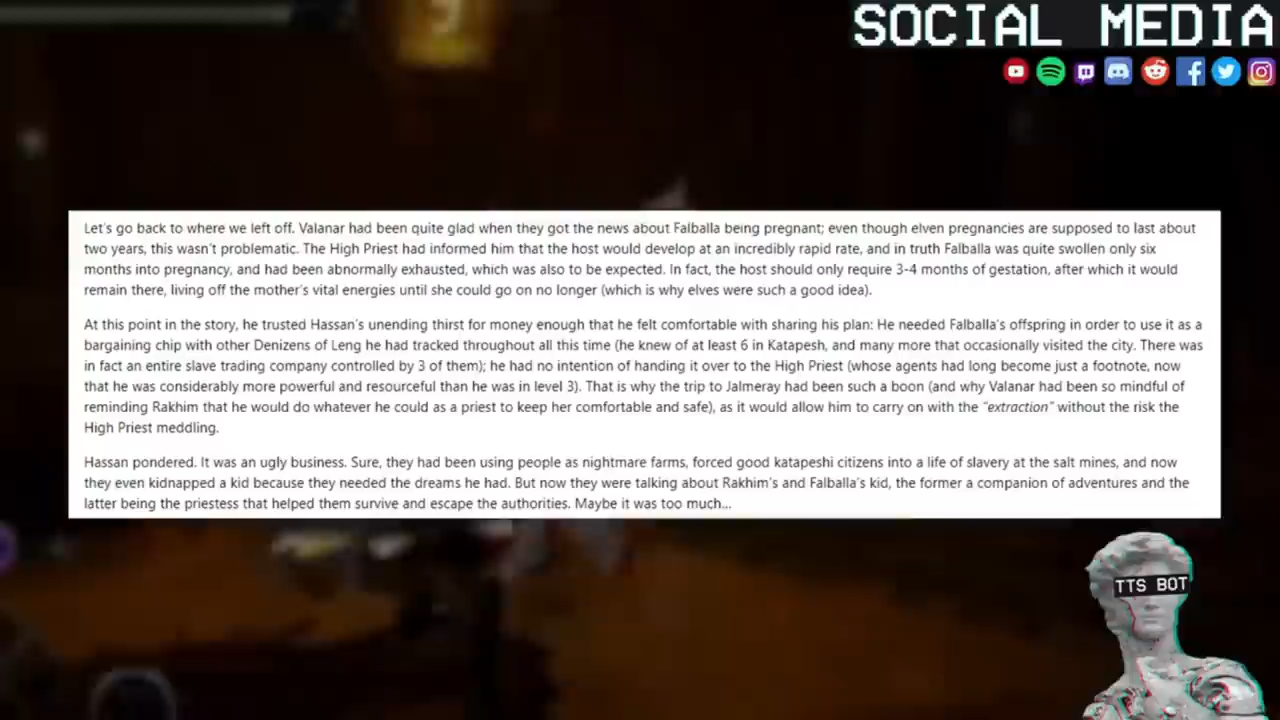 SOCIAL MEDIA
Let's go back to where we left off. Valanar had been quite glad when they got the news about Falballa being pregnant; even though elven pregnancies are supposed to last about
two years, this wasn't problematic. The High Priest had informed him that the host would develop at an incredibly rapid rate, and in truth Falballa was quite swollen only six
months into pregnancy, and had been abnormally exhausted, which was also to be expected. In fact, the host should only require 3-4 months of gestation, after which it would
remain there, living off the mother's vital energies until she could go on no longer (which is why elves were such a good idea).
At this point in the story, he trusted Hassan's unending thirst for money enough that he felt comfortable with sharing his plan: He needed Falballa's offspring in order to use it as a
bargaining chip with other Denizens of Leng he had tracked throughout all this time (he knew of at least 6 in Katapesh, and many more that occasionally visited the city. There was
in fact an entire slave trading company controlled by 3 of them); he had no intention of handing it over to the High Priest (whose agents had long become just a footnote, now
that he was considerably more powerful and resourceful than he was in level 3). That is why the trip to Jalmeray had been such a boon (and why Valanar had been so mindful of
reminding Rakhim that he would do whatever he could as a priest to keep her comfortable and safe), as it would allow him to carry on with the "extraction" without the risk the
High Priest meddling.
Hassan pondered. It was an ugly business. Sure, they had been using people as nightmare farms, forced good katapeshi citizens into a life of slavery at the salt mines, and now
they even kidnapped a kid because they needed the dreams he had. But now they were talking about Rakhim's and Falballa's kid, the former a companion of adventures and the
latter being the priestess that helped them survive and escape the authorities. Maybe it was too much...
TTS BOT